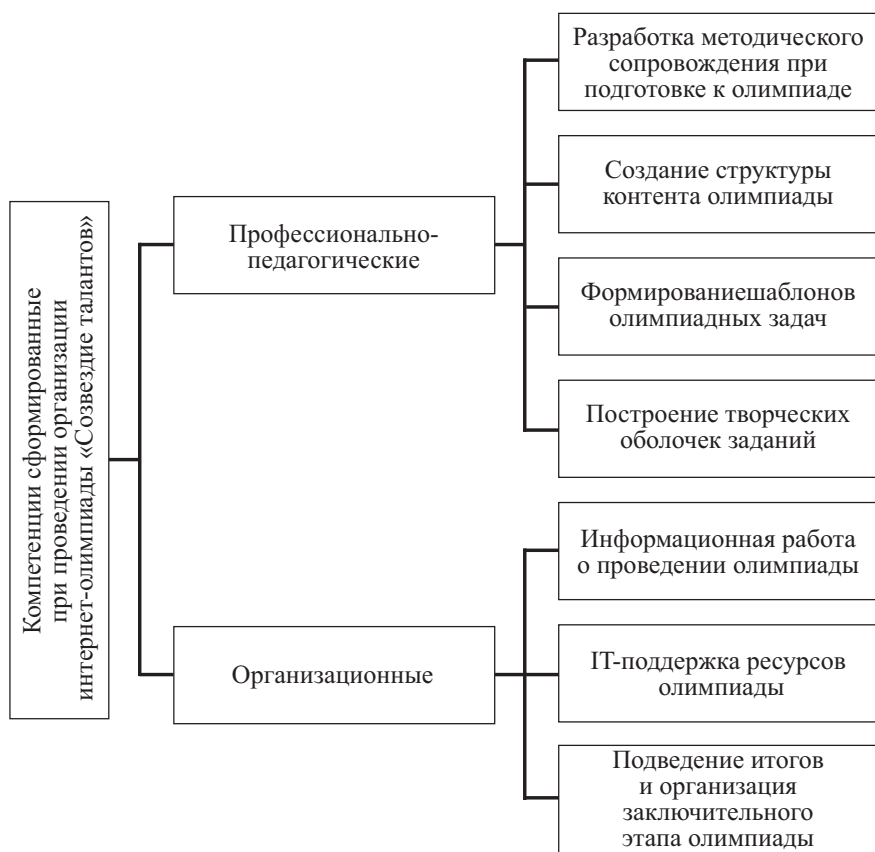 Компетенции сформированные
при проведении организации
интернет-олимпиады «Созвездие талантов»
Профессионально-
педагогические
Разработка методического
сопровождения при
подготовке к олимпиаде
Создание структуры
контента олимпиады
Формированиешаблонов
олимпиадных задач
Построение творческих
оболочек заданий
Организационные
Информационная работа
о проведении олимпиады
IT-поддержка ресурсов
олимпиады
Подведение итогов
и организация
заключительного
этапа олимпиады